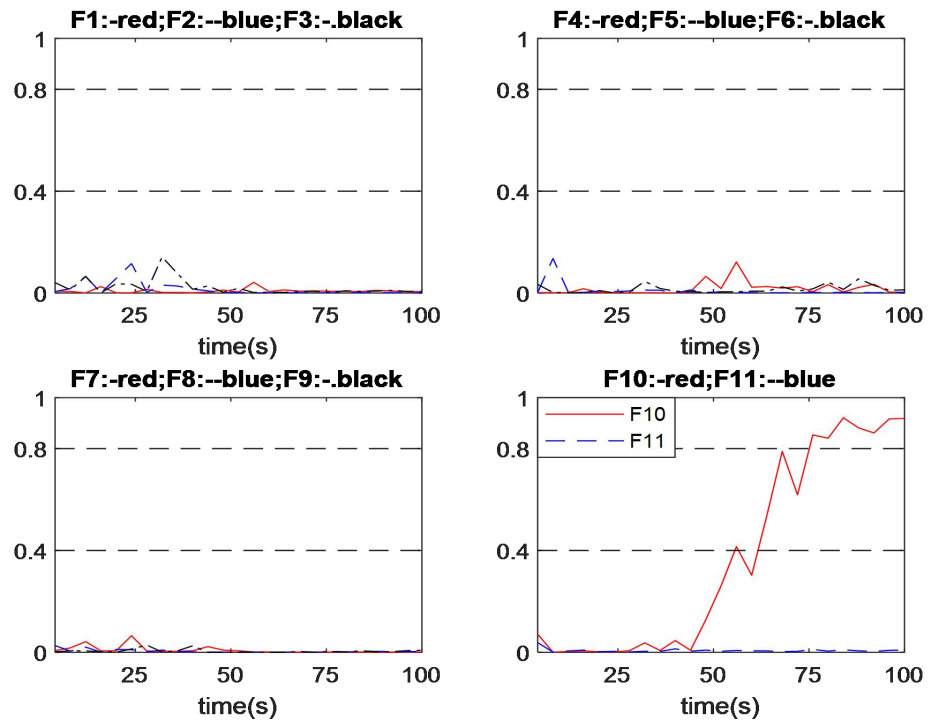 F1:-red;F2:--blue;F3:-.black
1
0.8
0.4
0
25 50 75 100
time(s)
F4:-red;F5:--blue;F6:-.black
1
0.8
0.4
0
25 50 75 100
time(s)
F7:-red;F8:--blue;F9:-.black
1
0.8
0.4
0
25 50 75 100
time(s)
F10:-red;F11:--blue
1
0.8
0.4
0
F10
F11
25 50 75 100
time(s)